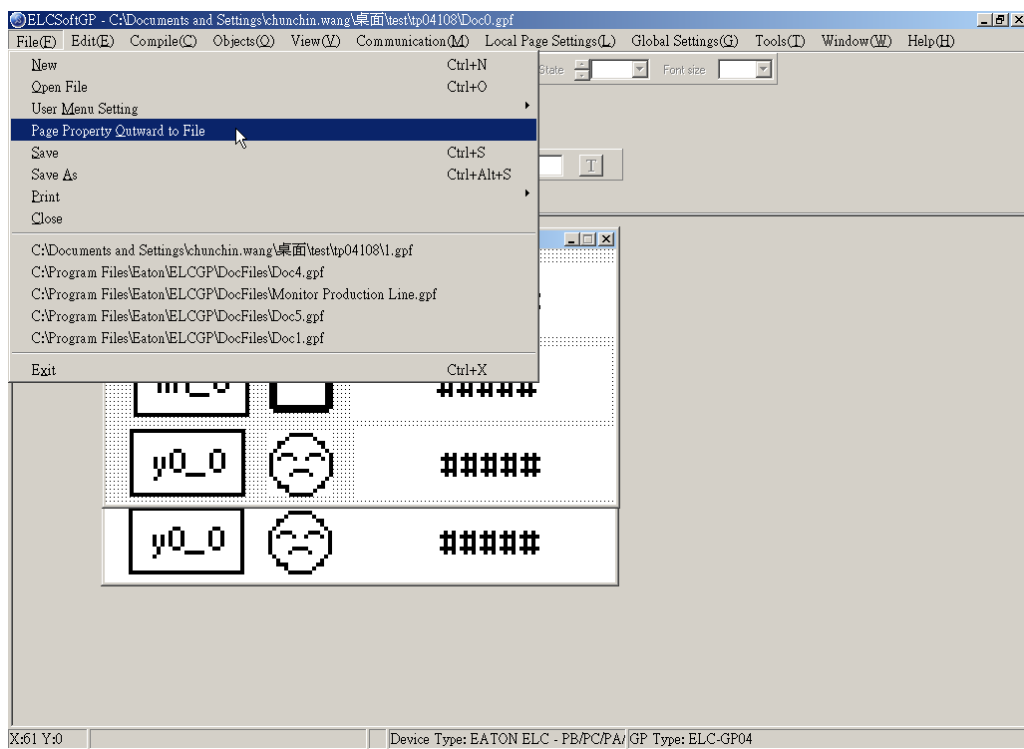 ELCSoftGP - C:\Documents and Settings\chunchin.wang\桌面\test\tp04108\Doc0.gpf
File(F) Edit(E) Compile(C) Objects(O) View(V) Communication(M) Local Page Settings(L) Global Settings(G) Tools(T) Window(W) Help(H)
State Font size
New Ctrl+N
Open File Ctrl+O
User Menu Setting
Page Property Outward to File
Save Ctrl+S
Save As Ctrl+Alt+S
T
Print
Close
C:\Documents and Settings\chunchin.wang\桌面\test\tp04108\1.gpf
C:\Program Files\Eaton\ELCGP\DocFiles\Doc4.gpf
C:\Program Files\Eaton\ELCGP\DocFiles\Monitor Production Line.gpf
C:\Program Files\Eaton\ELCGP\DocFiles\Doc5.gpf
C:\Program Files\Eaton\ELCGP\DocFiles\Doc1.gpf
Exit Ctrl+X
#####
y0_0 #####
y0_0 #####
X:61 Y:0 Device Type: EATON ELC - PB/PC/PA/ GP Type: ELC-GP04